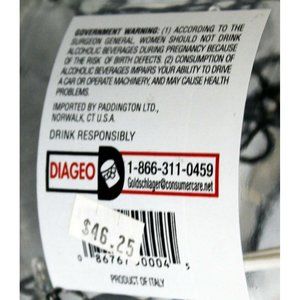 GOVERNMENT WARNING: (1) ACCORDING TO THE
SURGEON GENERAL, WOMEN SHOULD NOT DRINK
ALCOHOLIC BEVERAGES DURING PREGNANCY BECAUSE
OF THE RISK OF BIRTH DEFECTS. (2) CONSUMPTION OF
ALCOHOLIC BEVERAGES IMPAIRS YOUR ABILITY TO DRIVE
A CAR OR OPERATE MACHINERY, AND MAY CAUSE HEALTH
PROBLEMS.
IMPORTED BY PADDINGTON LTD.,
NORWALK, CT U.S.A.
DRINK RESPONSIBLY
DIAGEO
1-866-311-0459
Goldschlager@consumercare.net
$46.25
PRODUCT OF ITALY